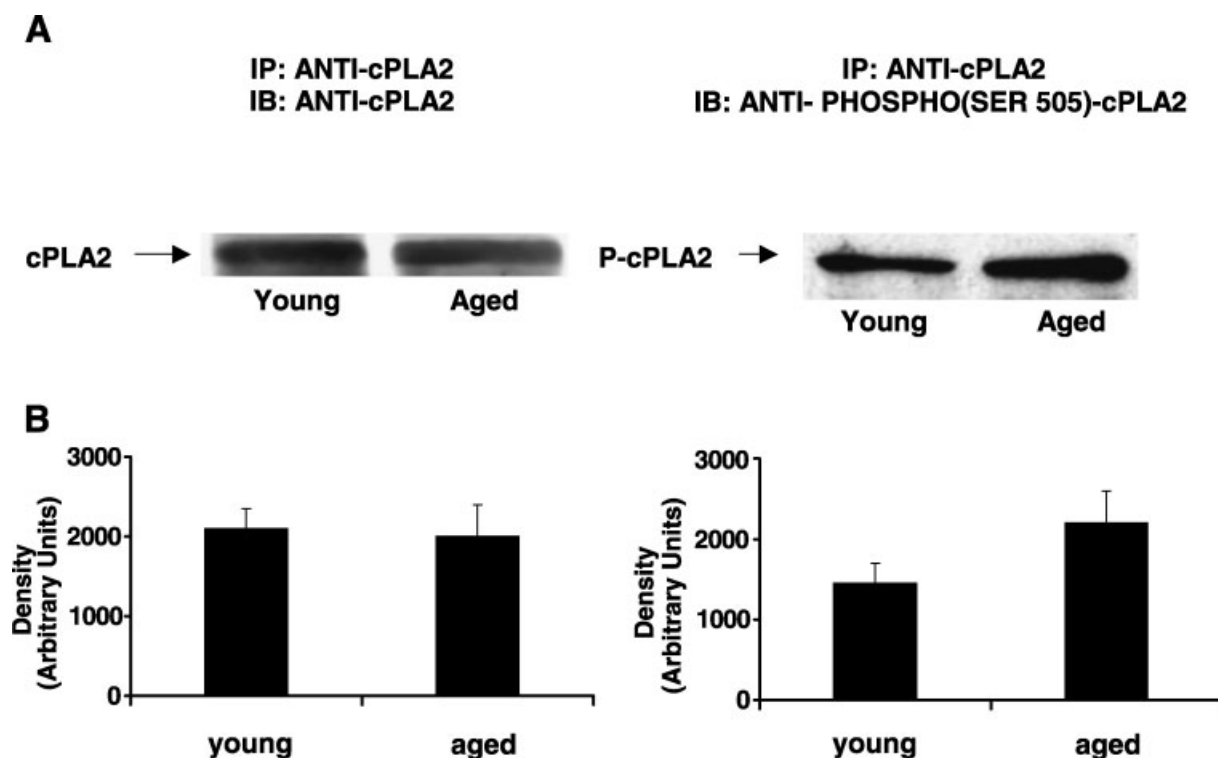 A
IP: ANTI-cPLA2
IB: ANTI-cPLA2
IP: ANTI-cPLA2
IB: ANTI- PHOSPHO(SER 505)-cPLA2
cPLA2
Young
Aged
P-cPLA2
Young
Aged
B
Density
(Arbitrary Units)
3000
2000
1000
0
young
aged
Density
(Arbitrary Units)
3000
2000
1000
0
young
aged